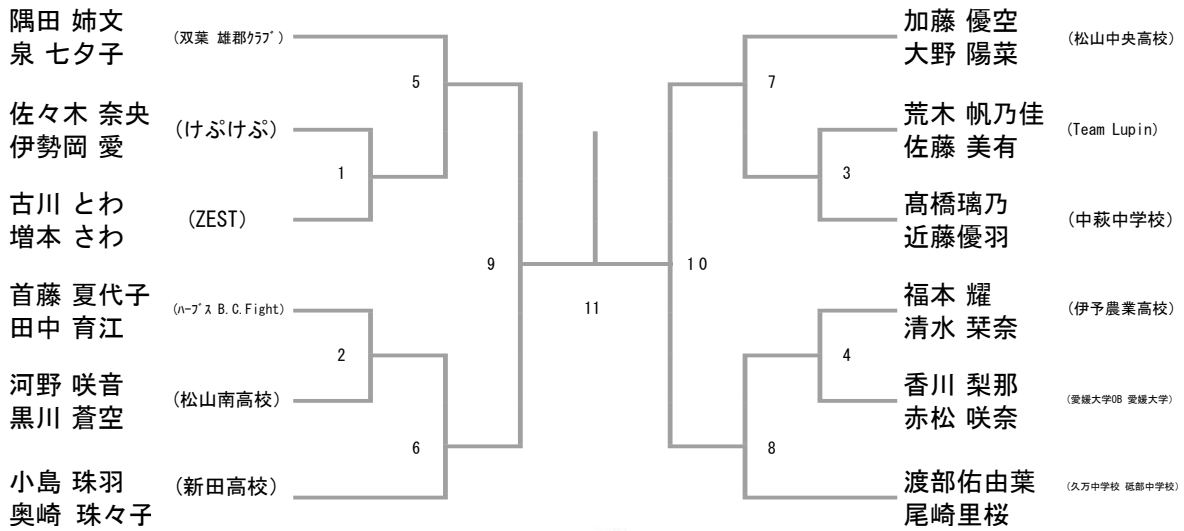 隅田 姉文
泉 七夕子
(双葉 雄郡ｸﾗﾌﾞ)
佐々木 奈央
伊勢岡 愛
(けぷけぷ)
古川 とわ
増本 さわ
(ZEST)
首藤 夏代子
田中 育江
(ﾊｰﾌﾞｽ B.C.Fight)
河野 咲音
黒川 蒼空
(松山南高校)
小島 珠羽
奥崎 珠々子
(新田高校)
5
1
2
6
9
11
10
7
3
4
8
加藤 優空
大野 陽菜
(松山中央高校)
荒木 帆乃佳
佐藤 美有
(Team Lupin)
髙橋璃乃
近藤優羽
(中萩中学校)
福本 耀
清水 栞奈
(伊予農業高校)
香川 梨那
赤松 咲奈
(愛媛大学OB 愛媛大学)
渡部佑由葉
尾崎里桜
(久万中学校 砥部中学校)